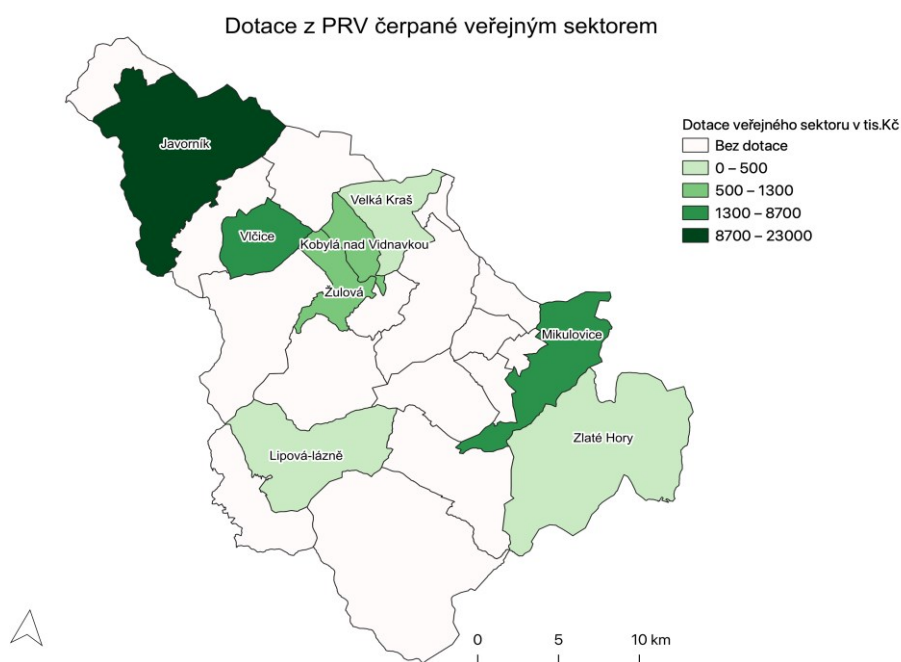 Dotace z PRV čerpané veřejným sektorem
Dotace veřejného sektoru v tis.Kč
Bez dotace
0 – 500
500 – 1300
1300 – 8700
8700 – 23000
Javorník
Velká Kraš
Vlčice
Kobylá nad Vidnavkou
Žulová
Mikulovice
Zlaté Hory
Lipová-lázně
0 5 10 km